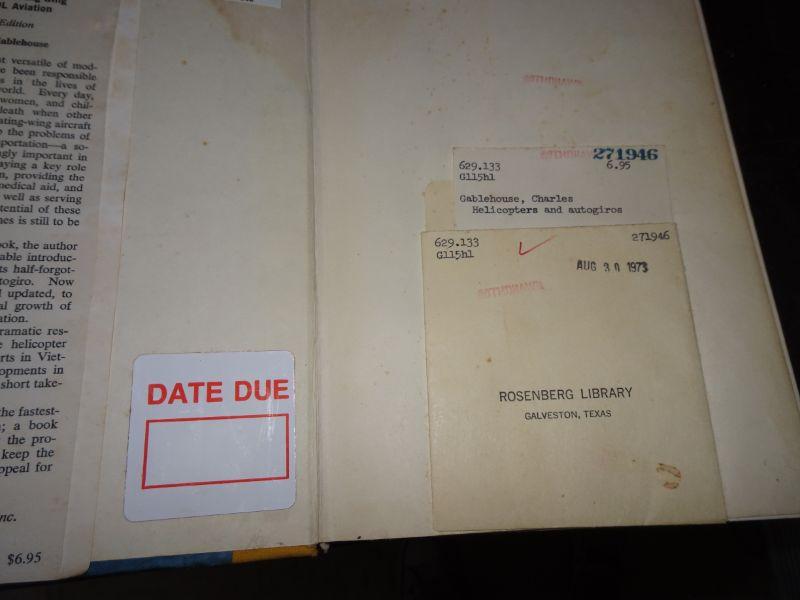 OL Aviation
Edition
Gablehouse
t versatile of mod-
e been responsible
s in the lives of
world. Every day,
women, and chil-
death when other
ating-wing aircraft
o the problems of
portation—a so-
ngly important in
aying a key role
n, providing the
medical aid, and
well as serving
tential of these
nes is still to be
ook, the author
able introduc-
ts half-forgot-
togiro. Now
d updated, to
al growth of
ation.
ramatic res-
e helicopter
rts in Viet-
opments in
short take-
the fastest-
n; a book
the pro-
keep the
ppeal for
nc.
$6.95
DATE DUE
271946
629.133 6.95
G115h1
Gablehouse, Charles
Helicopters and autogiros
629.133 271946
G115h1
AUG 30 1973
ROSENBERG LIBRARY
GALVESTON, TEXAS